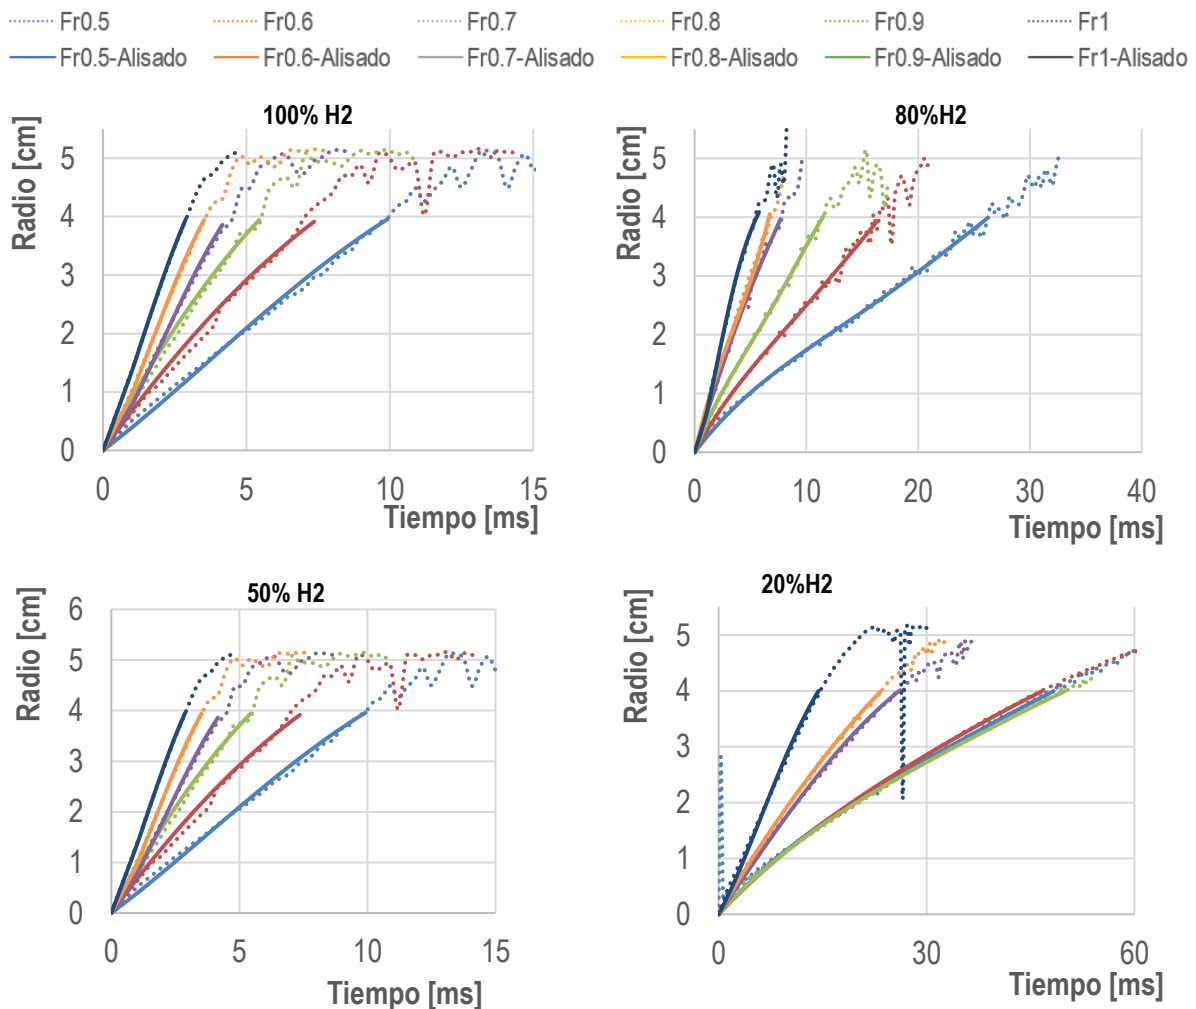 Fr0.5 Fr0.6 Fr0.7 Fr0.8 Fr0.9 Fr1
Fr0.5-Alisado Fr0.6-Alisado Fr0.7-Alisado Fr0.8-Alisado Fr0.9-Alisado Fr1-Alisado
100% H2
Radio [cm]
5
4
3
2
1
0
0 5 10 15
Tiempo [ms]
80%H2
Radio [cm]
5
4
3
2
1
0
0 10 20 30 40
Tiempo [ms]
50% H2
Radio [cm]
6
5
4
3
2
1
0
0 5 10 15
Tiempo [ms]
20%H2
Radio [cm]
5
4
3
2
1
0
0 30 60
Tiempo [ms]